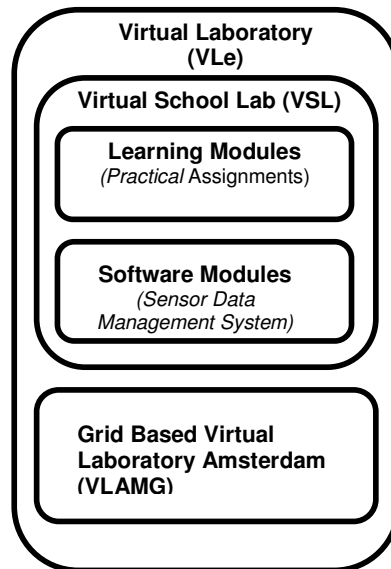 Virtual Laboratory
(VLe)
Virtual School Lab (VSL)
Learning Modules
(Practical Assignments)
Software Modules
(Sensor Data
Management System)
Grid Based Virtual
Laboratory Amsterdam
(VLAMG)